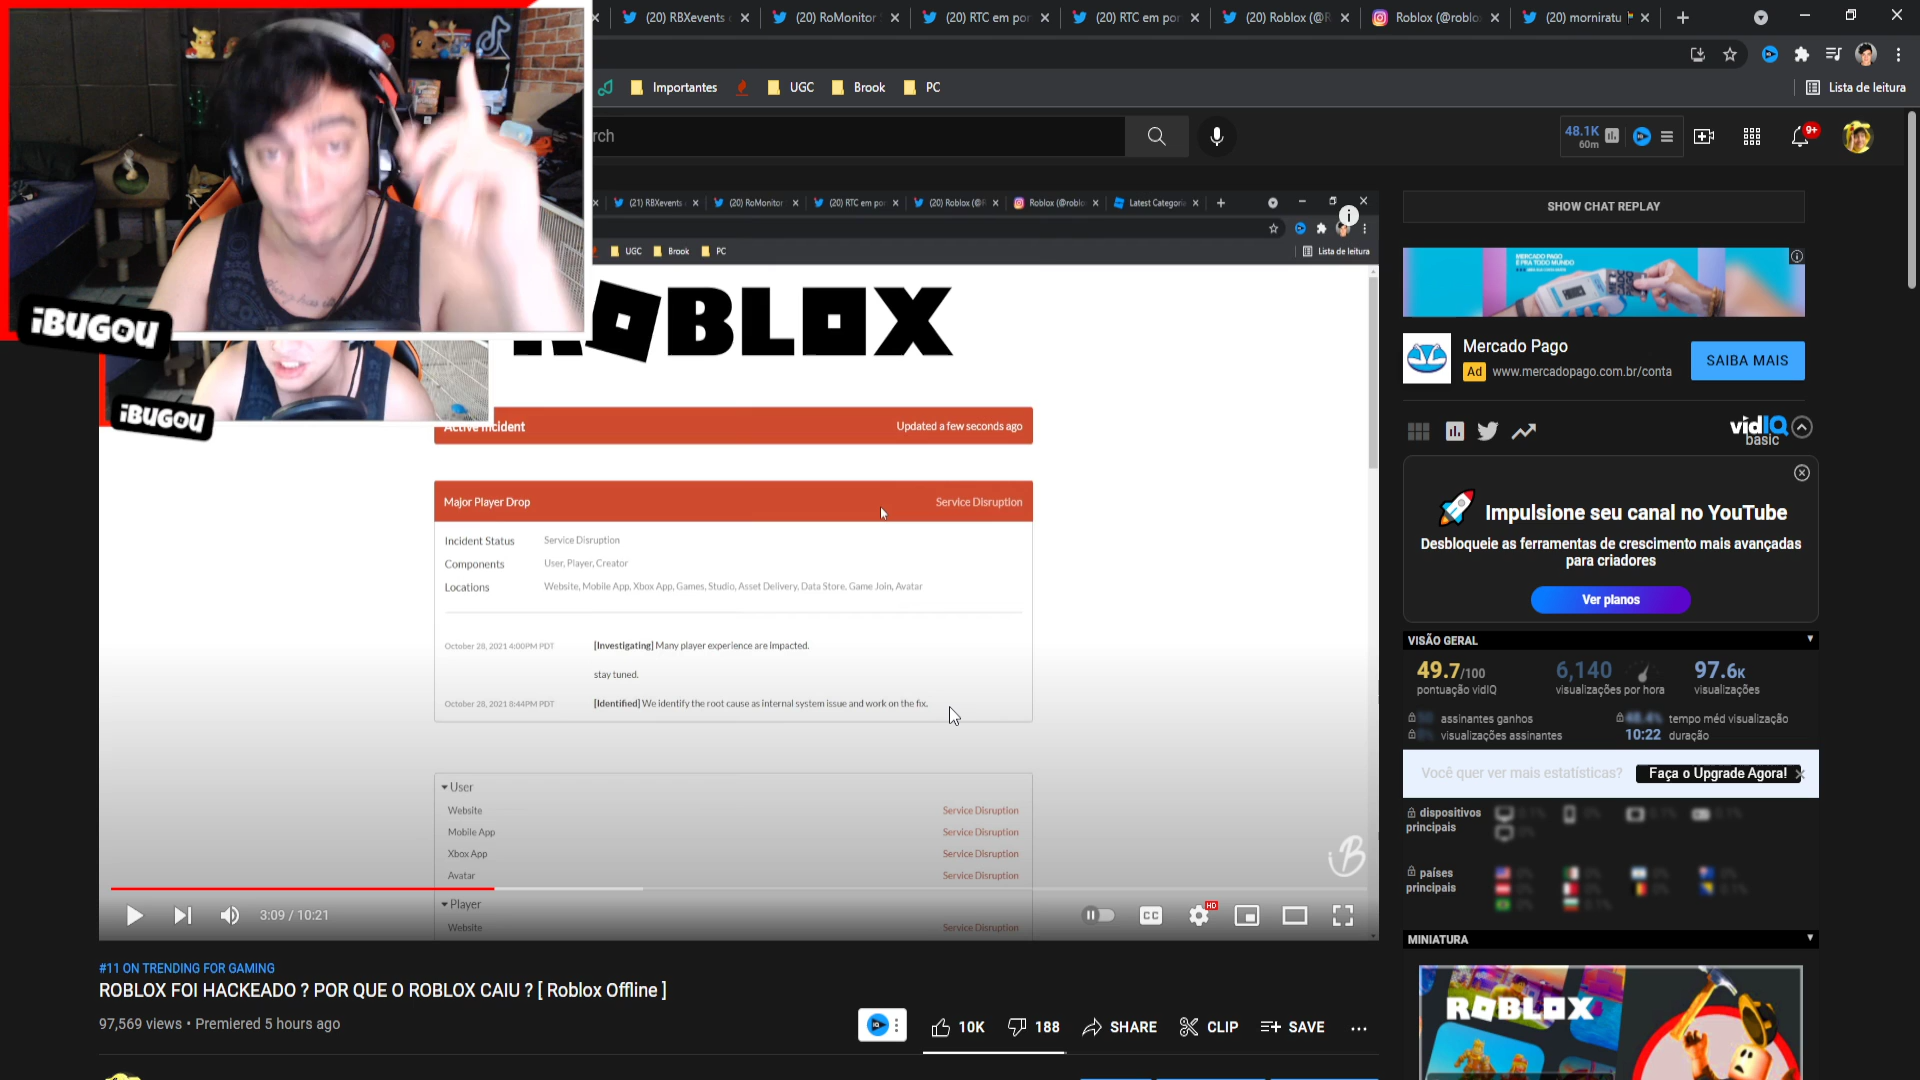 (20) RBXevents
(20) RoMonitor
(20) RTC em por
(20) RTC em por
(20) Roblox (@R
Roblox (@roblo
(20) morniratu
Importantes
UGC
Brook
PC
Lista de leitura
rch
48.1K
60m
9+
(21) RBXevents
(20) RoMonitor
(20) RTC em por
(20) Roblox (@R
Roblox (@roblo
Latest Categori
UGC
Brook
PC
Lista de leitura
iBUGOU
iBUGOU
ROBLOX
Active Incident
Updated a few seconds ago
Major Player Drop
Service Disruption
Incident Status
Service Disruption
Components
User, Player, Creator
Locations
Website, Mobile App, Xbox App, Games, Studio, Asset Delivery, Data Store, Game Join, Avatar
October 28, 2021 4:00PM PDT
[Investigating] Many player experience are impacted.
stay tuned.
October 28, 2021 8:44PM PDT
[Identified] We identify the root cause as internal system issue and work on the fix.
User
Website
Service Disruption
Mobile App
Service Disruption
Xbox App
Service Disruption
Avatar
Service Disruption
Player
Website
Service Disruption
iB
3:09 / 10:21
CC
HD
#11 ON TRENDING FOR GAMING
ROBLOX FOI HACKEADO ? POR QUE O ROBLOX CAIU ? [ Roblox Offline ]
97,569 views • Premiered 5 hours ago
10K
188
SHARE
CLIP
SAVE
SHOW CHAT REPLAY
MERCADO PAGO
É PRA TODO MUNDO
Mercado Pago
Ad
www.mercadopago.com.br/conta
SAIBA MAIS
vidIQ
basic
Impulsione seu canal no YouTube
Desbloqueie as ferramentas de crescimento mais avançadas
para criadores
Ver planos
VISÃO GERAL
49.7/100
pontuação vidIQ
6,140
visualizações por hora
97.6K
visualizações
assinantes ganhos
48.4%
tempo méd visualização
visualizações assinantes
10:22
duração
Você quer ver mais estatísticas?
Faça o Upgrade Agora!
dispositivos
principais
países
principais
MINIATURA
ROBLOX